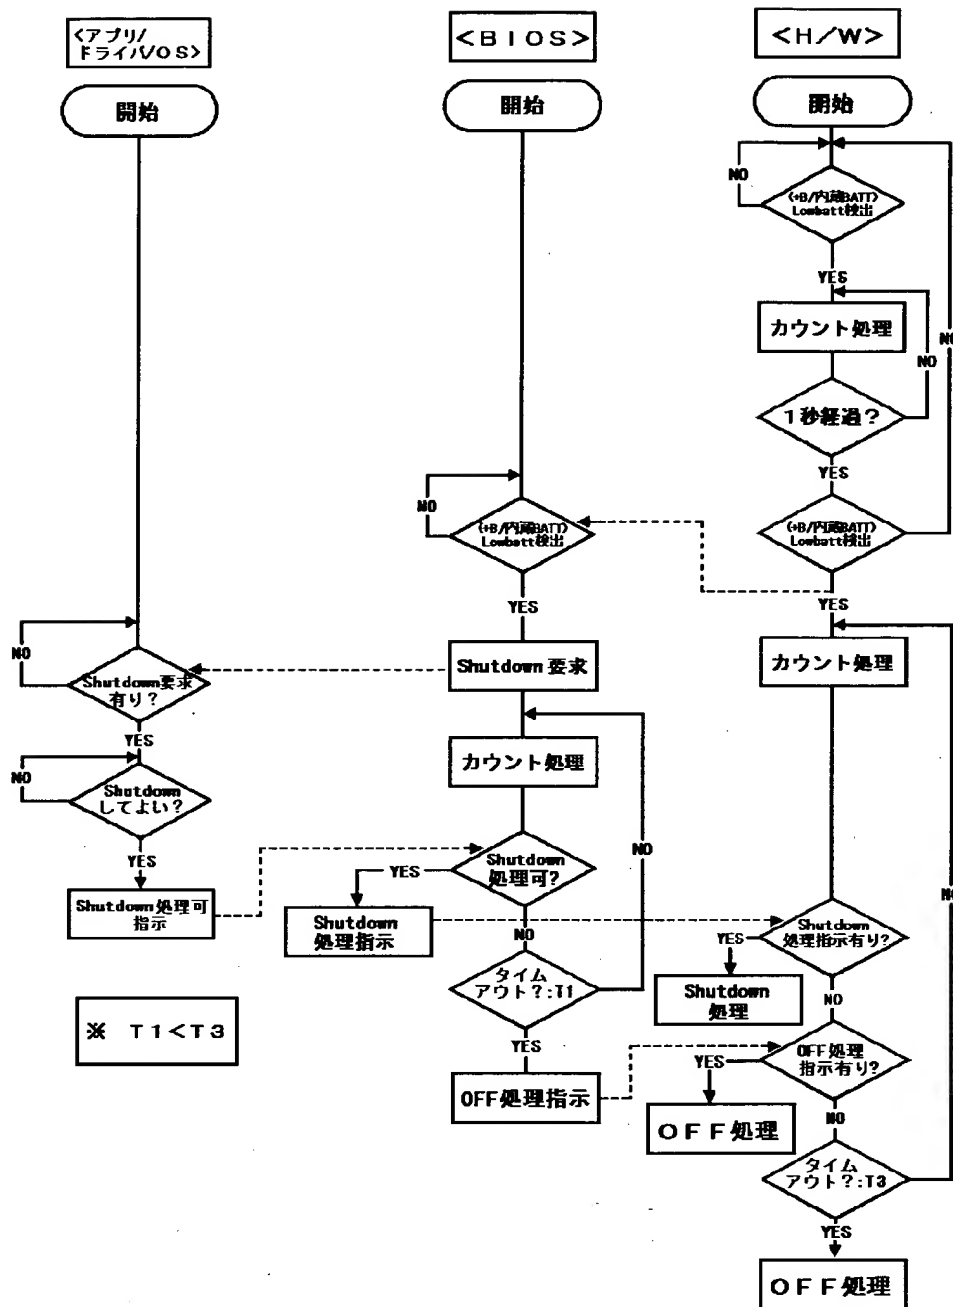 <アプリ/
ドライバ/OS>
開始
NO
Shutdown要求
有り?
YES
NO
Shutdown
してよい?
YES
Shutdown処理可
指示
※ T1<T3
<BIOS>
開始
NO
(+B/内蔵BATT)
Lowbatt検出
YES
Shutdown要求
カウント処理
NO
Shutdown
処理可?
YES
Shutdown
処理指示
NO
タイム
アウト?:T1
YES
OFF処理指示
<H/W>
開始
NO
(+B/内蔵BATT)
Lowbatt検出
YES
カウント処理
NO
NO
1秒経過?
YES
(+B/内蔵BATT)
Lowbatt検出
YES
カウント処理
NO
Shutdown
処理指示有り?
YES
Shutdown
処理
NO
OFF処理
指示有り?
YES
OFF処理
NO
タイム
アウト?:T3
YES
OFF処理